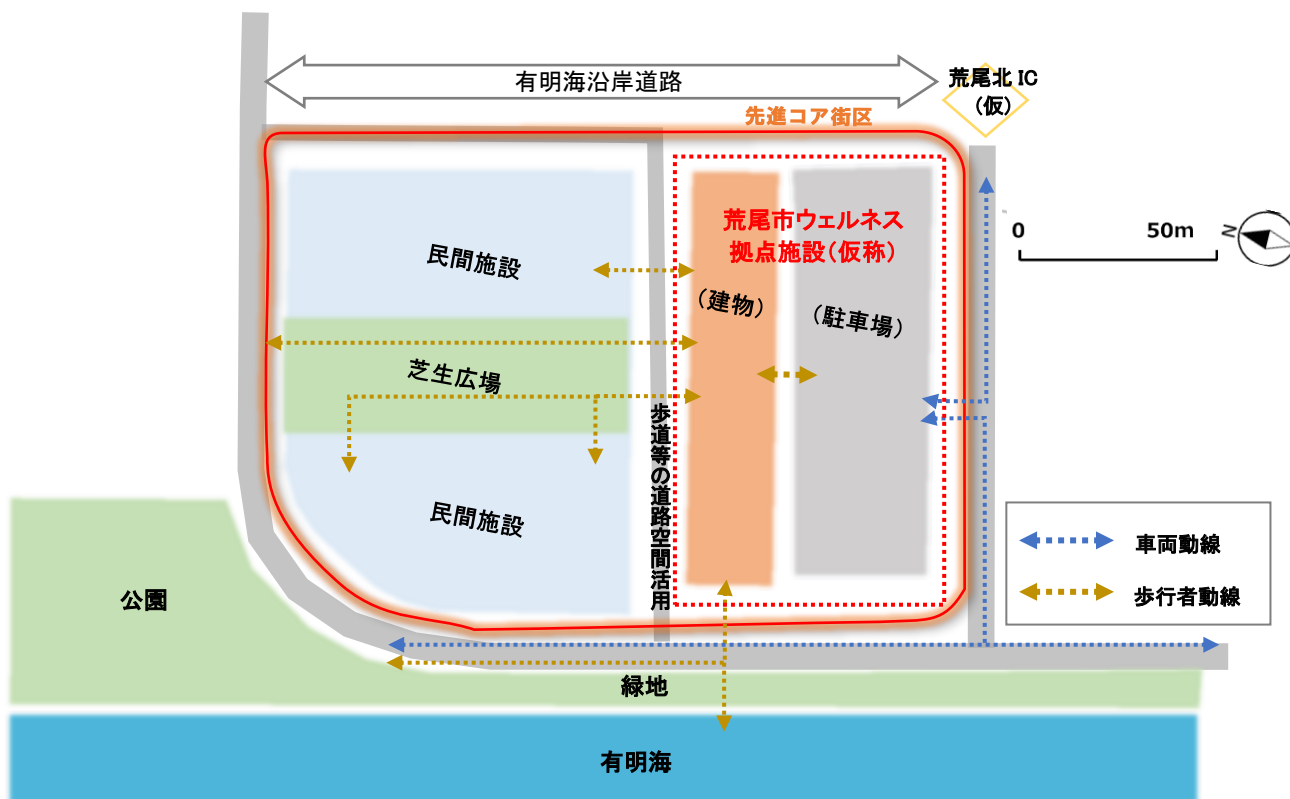 有明海沿岸道路
荒尾北 IC
(仮)
先進コア街区
荒尾市ウェルネス
拠点施設(仮称)
0 50m
N
民間施設
(建物)
(駐車場)
芝生広場
歩道等の道路空間活用
民間施設
車両動線
歩行者動線
公園
緑地
有明海